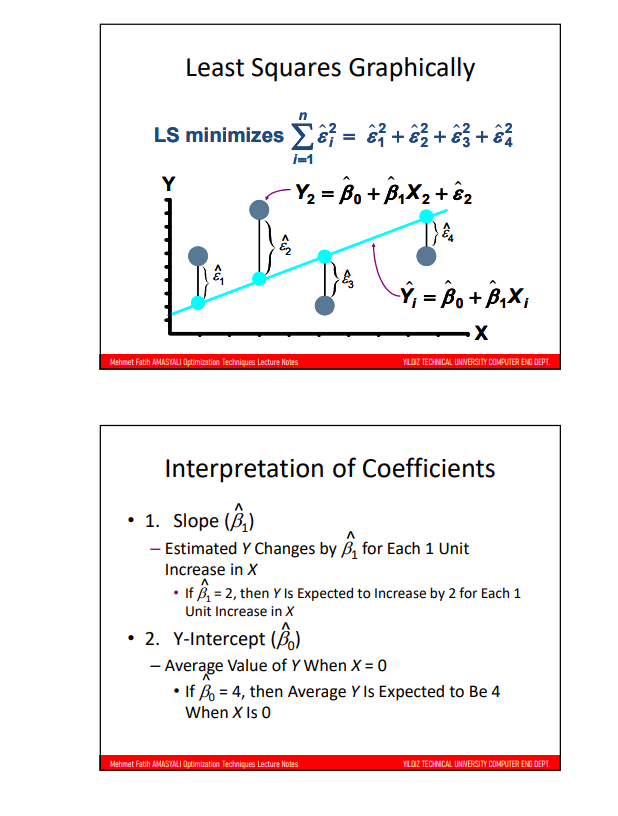 Least Squares Graphically
LS minimizes ∑ᵢ₌₁ⁿ ε̂ᵢ² = ε̂₁² + ε̂₂² + ε̂₃² + ε̂₄²
Y
Y₂ = β̂₀ + β̂₁X₂ + ε̂₂
ε̂₂
ε̂₄
ε̂₁
ε̂₃
Ŷᵢ = β̂₀ + β̂₁Xᵢ
X
Mehmet Fatih AMASYALI Optimization Techniques Lecture Notes
YILDIZ TECHNICAL UNIVERSITY COMPUTER ENG DEPT.
Interpretation of Coefficients
• 1. Slope (β̂₁)
– Estimated Y Changes by β̂₁ for Each 1 Unit
Increase in X
• If β̂₁ = 2, then Y Is Expected to Increase by 2 for Each 1
Unit Increase in X
• 2. Y-Intercept (β̂₀)
– Average Value of Y When X = 0
• If β̂₀ = 4, then Average Y Is Expected to Be 4
When X Is 0
Mehmet Fatih AMASYALI Optimization Techniques Lecture Notes
YILDIZ TECHNICAL UNIVERSITY COMPUTER ENG DEPT.